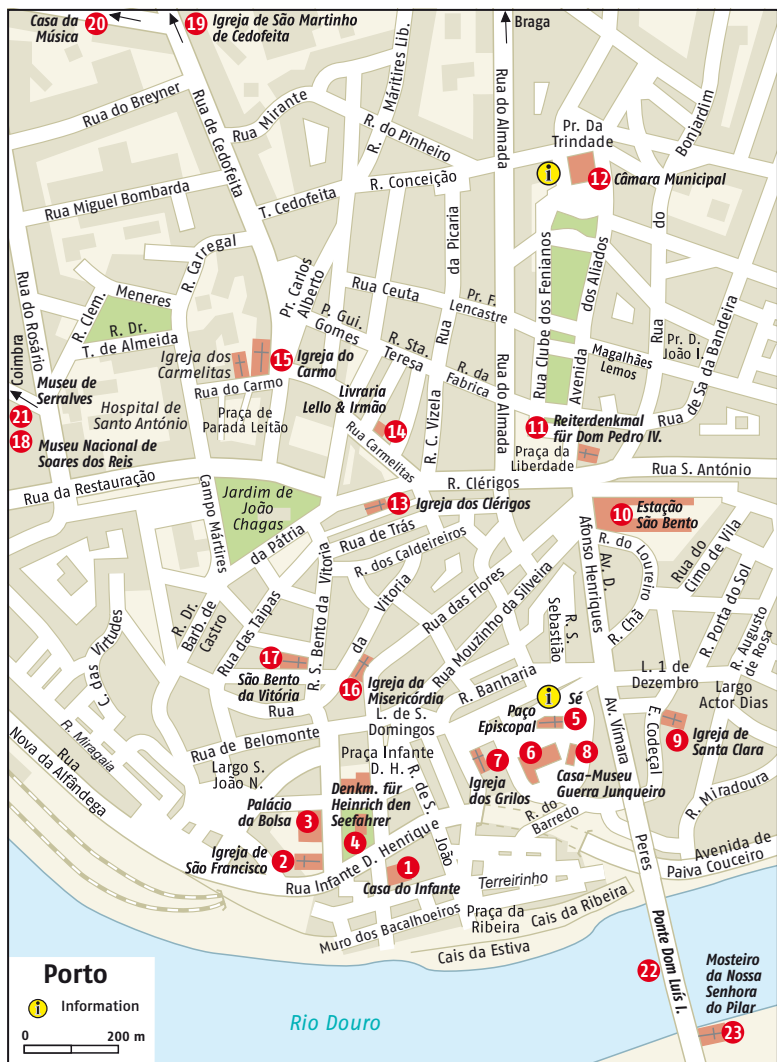 Casa da
Música
20
19
Igreja de São Martinho
de Cedofeita
Braga
Rua do Breyner
Rua de Cedofeita
Rua Mirante
R. Máritires Lib.
R. do Pinheiro
Rua do Almada
Pr. Da
Trindade
Bonjardim
i
12
Câmara Municipal
R. Conceição
T. Cedofeita
Rua Miguel Bombarda
R. Carregal
Pr. Carlos
Alberto
da Picaria
Rua
Rua Ceuta
Pr. F.
Lencastre
Rua Clube dos Fenianos
dos Aliados
Avenida
do
Rua
Rua do Rosário
Coimbra
R. Clem.
Meneres
R. Dr.
T. de Almeida
P. Gui.
Gomes
R. Sta.
Teresa
R. da
Fabrica
Magalhães
Lemos
Pr. D.
João I.
Rua de Sa da Bandeira
Igreja dos
Carmelitas
15
Igreja do
Carmo
Rua do Carmo
Museu de
Serralves
21
18
Museu Nacional de
Soares dos Reis
Hospital de
Santo António
Praça de
Parada Leitão
Livraria
Lello & Irmão
14
Rua Carmelitas
R. C. Vizela
Rua do Almada
11
Reiterdenkmal
für Dom Pedro IV.
Praça da
Liberdade
Rua S. António
Rua da Restauração
Campo Mártires
Jardim de
João
Chagas
da Pátria
R. Clérigos
13
Igreja dos Clérigos
Rua de Trás
R. dos Caldeireiros
10
Estação
São Bento
R. do Loureiro
Av. D.
Afonso Henriques
Rua do
Cimo de Vila
R. Chã
R. Porta do Sol
R. Augusto
de Rosa
C. das
Virtudes
R. Dr.
Barb. de
Castro
Rua das Taipas
R. S. Bento da Vitória
da
Vitoria
Rua das Flores
Rua Mouzinho da Silveira
R. S.
Sebastião
17
São Bento
da Vitória
Rua
16
Igreja da
Misericórdia
R. Banharia
L. 1 de
Dezembro
Largo
Actor Dias
i
Sé
5
Paço
Episcopal
L. de S.
Domingos
Rua de Belomonte
R. Miragaia
Rua
Nova da Alfândega
Largo S.
João N.
Praça Infante
D. H.
R. de S.
João
7
Igreja
dos Grilos
6
8
Casa-Museu
Guerra Junqueiro
Av. Vímara
Peres
E. Codeçal
9
Igreja de
Santa Clara
R. Miradoura
Palácio
da Bolsa
3
Denkm. für
Heinrich den
Seefahrer
4
R. do
Barredo
Igreja de
São Francisco
2
Rua Infante D. Henrique
1
Casa do Infante
Terreirinho
Avenida de
Paiva Couceiro
Muro dos Bacalhoeiros
Praça da
Ribeira
Cais da Ribeira
Cais da Estiva
Ponte Dom Luís I.
22
Mosteiro
da Nossa
Senhora
do Pilar
23
Rio Douro
Porto
i
Information
0
200 m